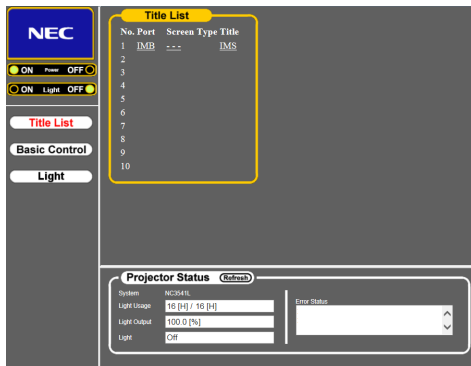 NEC
ON Power OFF
ON Light OFF
Title List
Basic Control
Light
Title List
No. Port Screen Type Title
1 IMB - - - IMS
2
3
4
5
6
7
8
9
10
Projector Status Refresh
System NC3541L
Light Usage 16 [H] / 16 [H]
Light Output 100.0 [%]
Light Off
Error Status